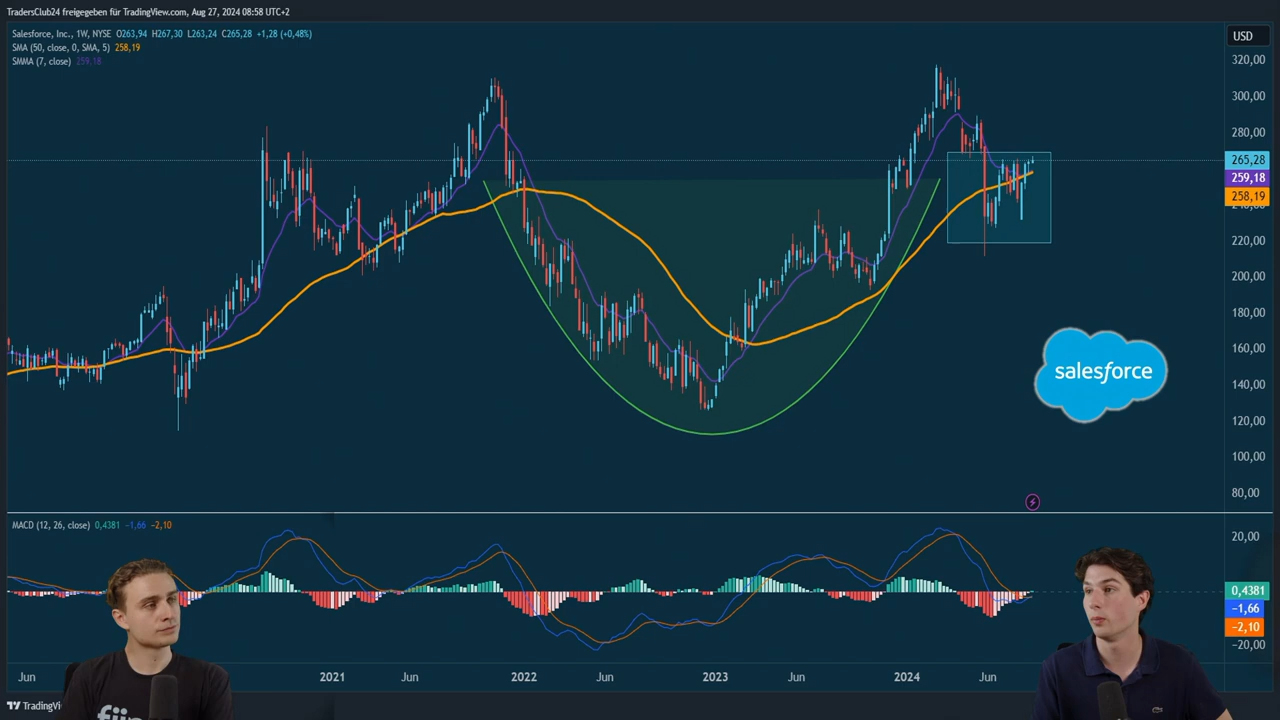 TradersClub24 freigegeben für TradingView.com, Aug 27, 2024 08:58 UTC+2
Salesforce, Inc., 1W, NYSE O263,94 H267,30 L263,24 C265,28 +1,28 (+0,48%)
SMA (50, close, 0, SMA, 5) 258,19
SMMA (7, close) 259,18
USD
320,00
300,00
280,00
265,28
259,18
258,19
220,00
200,00
180,00
160,00
salesforce
140,00
120,00
100,00
80,00
MACD (12, 26, close) 0,4381 −1,66 −2,10
20,00
0,4381
−1,66
−2,10
−20,00
Jun 2021 Jun 2022 Jun 2023 Jun 2024 Jun